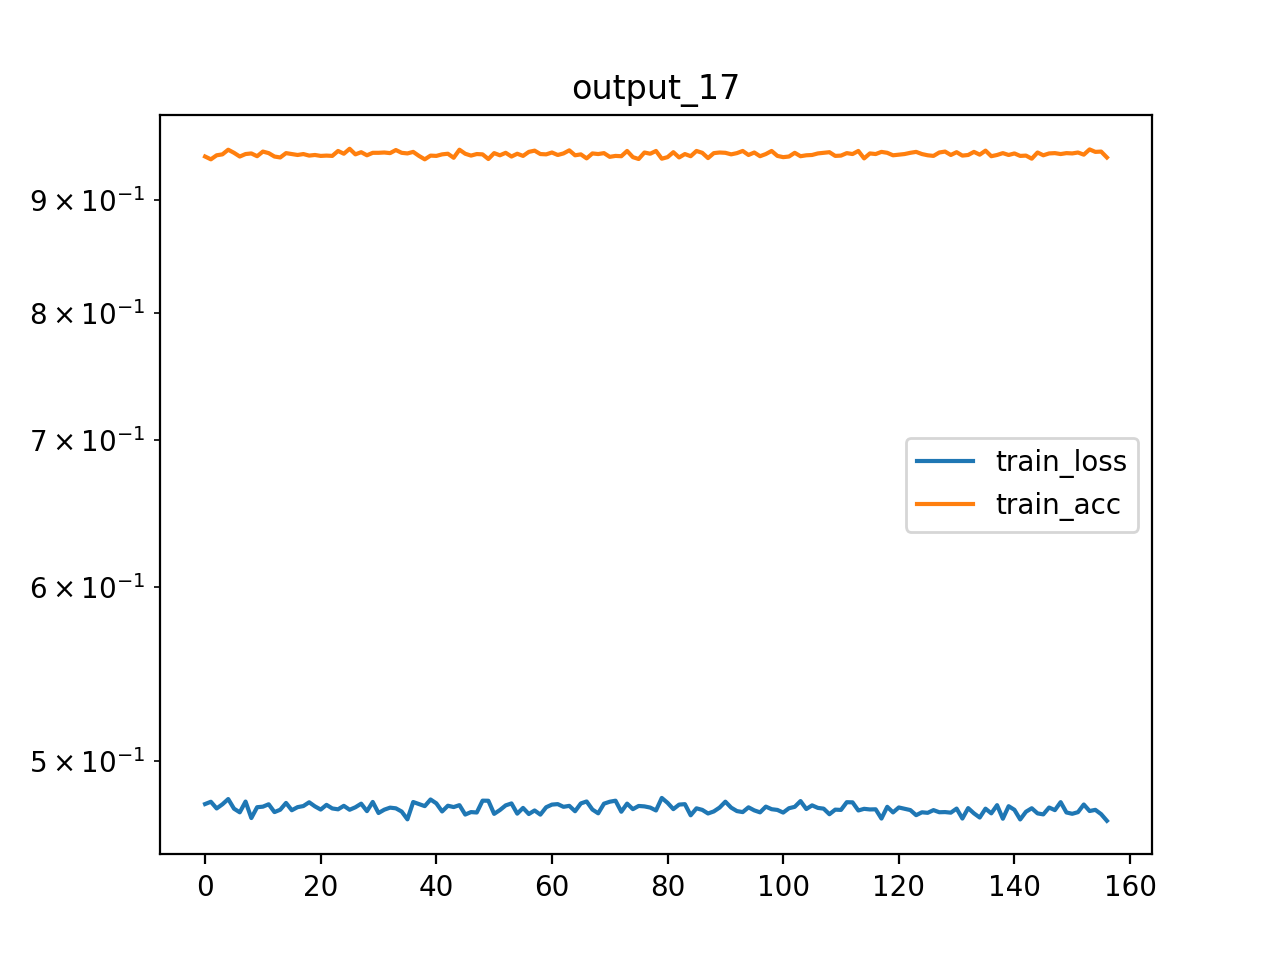 output_17
9 × 10⁻¹
8 × 10⁻¹
7 × 10⁻¹
6 × 10⁻¹
5 × 10⁻¹
train_loss
train_acc
0 20 40 60 80 100 120 140 160